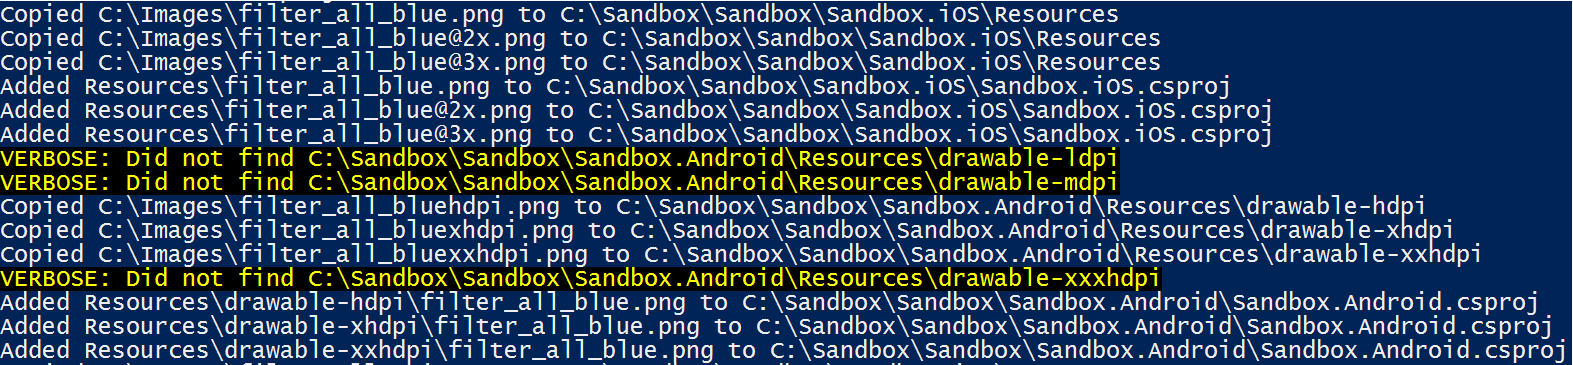 Copied C:\Images\filter_all_blue.png to C:\Sandbox\Sandbox\Sandbox.iOS\Resources
Copied C:\Images\filter_all_blue@2x.png to C:\Sandbox\Sandbox\Sandbox.iOS\Resources
Copied C:\Images\filter_all_blue@3x.png to C:\Sandbox\Sandbox\Sandbox.iOS\Resources
Added Resources\filter_all_blue.png to C:\Sandbox\Sandbox\Sandbox.iOS\Sandbox.iOS.csproj
Added Resources\filter_all_blue@2x.png to C:\Sandbox\Sandbox\Sandbox.iOS\Sandbox.iOS.csproj
Added Resources\filter_all_blue@3x.png to C:\Sandbox\Sandbox\Sandbox.iOS\Sandbox.iOS.csproj
VERBOSE: Did not find C:\Sandbox\Sandbox\Sandbox.Android\Resources\drawable-ldpi
VERBOSE: Did not find C:\Sandbox\Sandbox\Sandbox.Android\Resources\drawable-mdpi
Copied C:\Images\filter_all_bluehdpi.png to C:\Sandbox\Sandbox\Sandbox.Android\Resources\drawable-hdpi
Copied C:\Images\filter_all_bluexhdpi.png to C:\Sandbox\Sandbox\Sandbox.Android\Resources\drawable-xhdpi
Copied C:\Images\filter_all_bluexxhdpi.png to C:\Sandbox\Sandbox\Sandbox.Android\Resources\drawable-xxhdpi
VERBOSE: Did not find C:\Sandbox\Sandbox\Sandbox.Android\Resources\drawable-xxxhdpi
Added Resources\drawable-hdpi\filter_all_blue.png to C:\Sandbox\Sandbox\Sandbox.Android\Sandbox.Android.csproj
Added Resources\drawable-xhdpi\filter_all_blue.png to C:\Sandbox\Sandbox\Sandbox.Android\Sandbox.Android.csproj
Added Resources\drawable-xxhdpi\filter_all_blue.png to C:\Sandbox\Sandbox\Sandbox.Android\Sandbox.Android.csproj